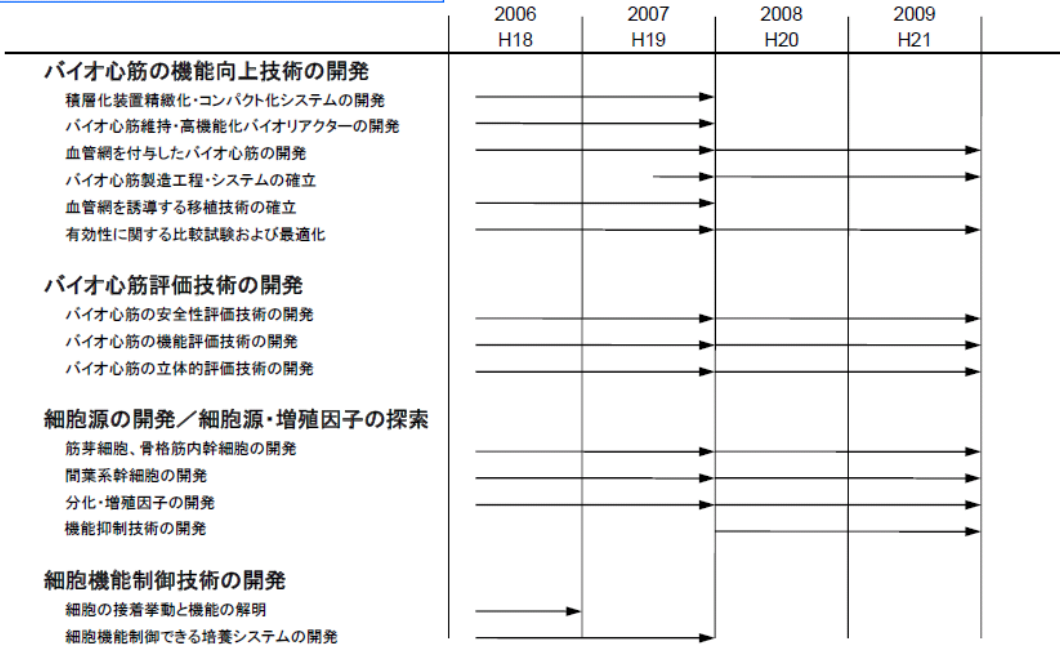 2006 2007 2008 2009
H18 H19 H20 H21
バイオ心筋の機能向上技術の開発
積層化装置精緻化・コンパクト化システムの開発
バイオ心筋維持・高機能化バイオリアクターの開発
血管網を付与したバイオ心筋の開発
バイオ心筋製造工程・システムの確立
血管網を誘導する移植技術の確立
有効性に関する比較試験および最適化
バイオ心筋評価技術の開発
バイオ心筋の安全性評価技術の開発
バイオ心筋の機能評価技術の開発
バイオ心筋の立体的評価技術の開発
細胞源の開発／細胞源・増殖因子の探索
筋芽細胞、骨格筋内幹細胞の開発
間葉系幹細胞の開発
分化・増殖因子の開発
機能抑制技術の開発
細胞機能制御技術の開発
細胞の接着挙動と機能の解明
細胞機能制御できる培養システムの開発